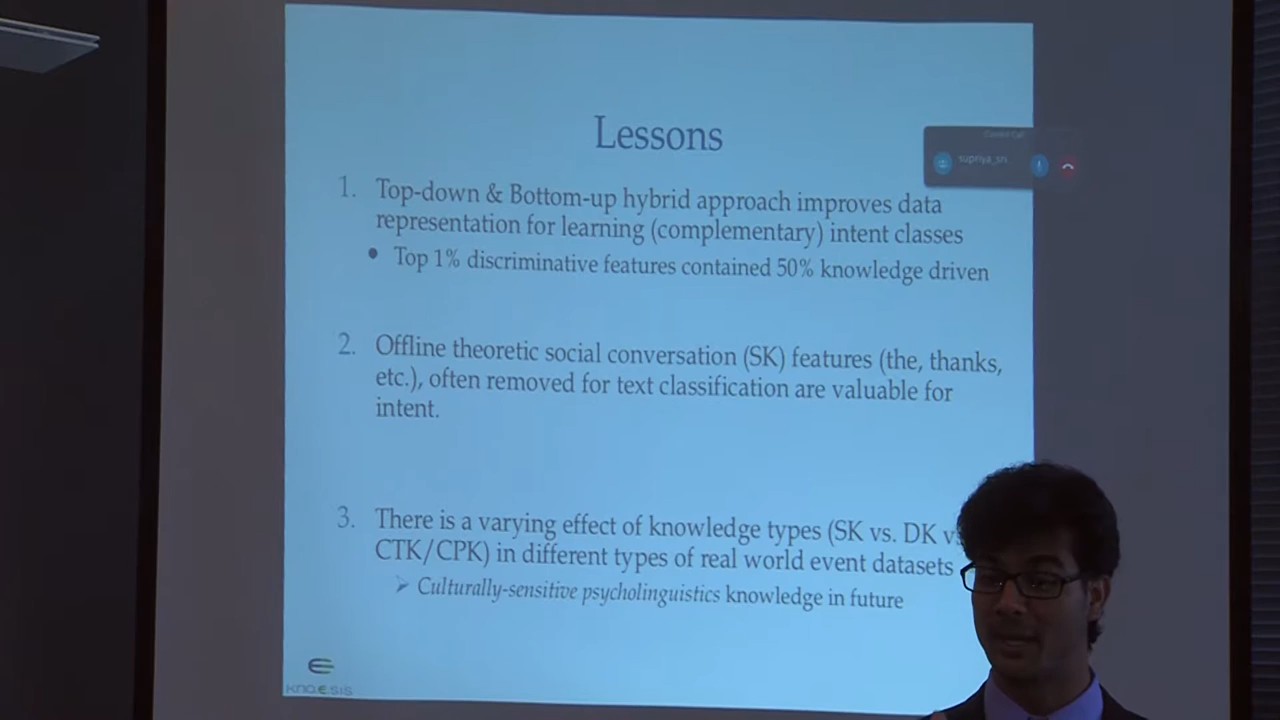 Lessons
supriya_sri...
1. Top-down & Bottom-up hybrid approach improves data
representation for learning (complementary) intent classes
• Top 1% discriminative features contained 50% knowledge driven
2. Offline theoretic social conversation (SK) features (the, thanks,
etc.), often removed for text classification are valuable for
intent.
3. There is a varying effect of knowledge types (SK vs. DK
CTK/CPK) in different types of real world event datasets
➢ Culturally-sensitive psycholinguistics knowledge in future
kno.e.sis